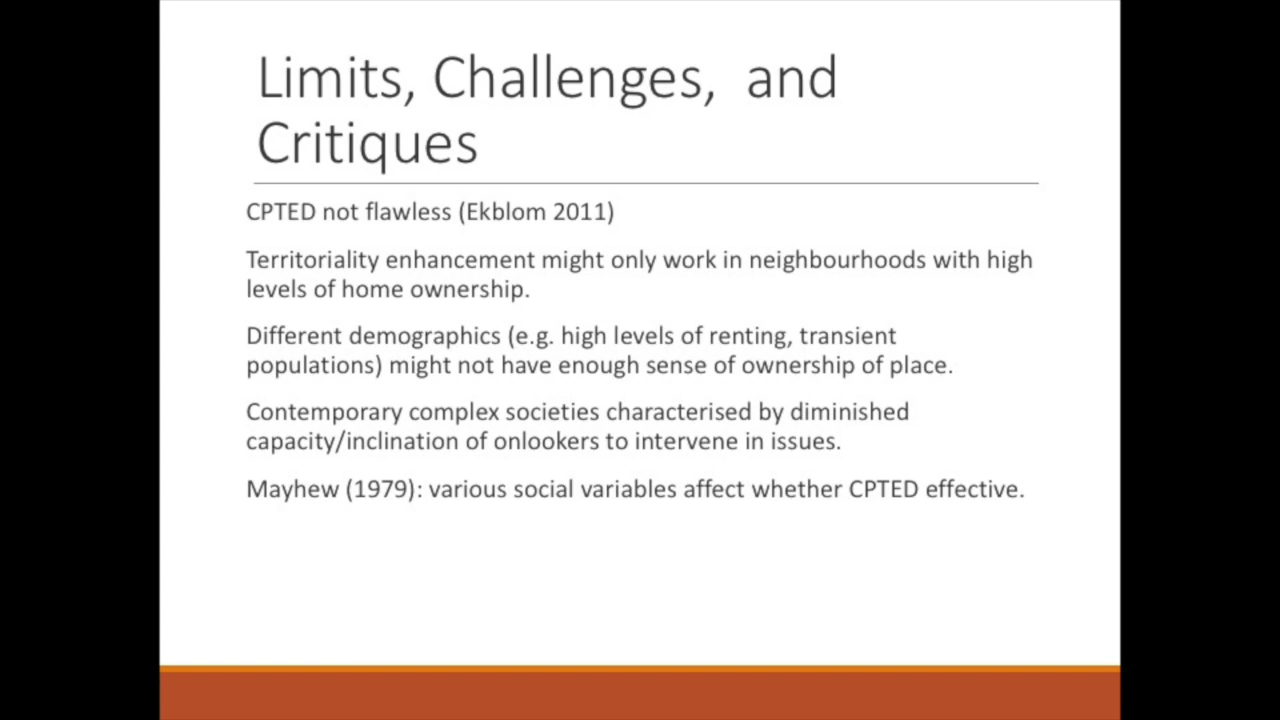 Limits, Challenges, and
Critiques
CPTED not flawless (Ekblom 2011)
Territoriality enhancement might only work in neighbourhoods with high
levels of home ownership.
Different demographics (e.g. high levels of renting, transient
populations) might not have enough sense of ownership of place.
Contemporary complex societies characterised by diminished
capacity/inclination of onlookers to intervene in issues.
Mayhew (1979): various social variables affect whether CPTED effective.